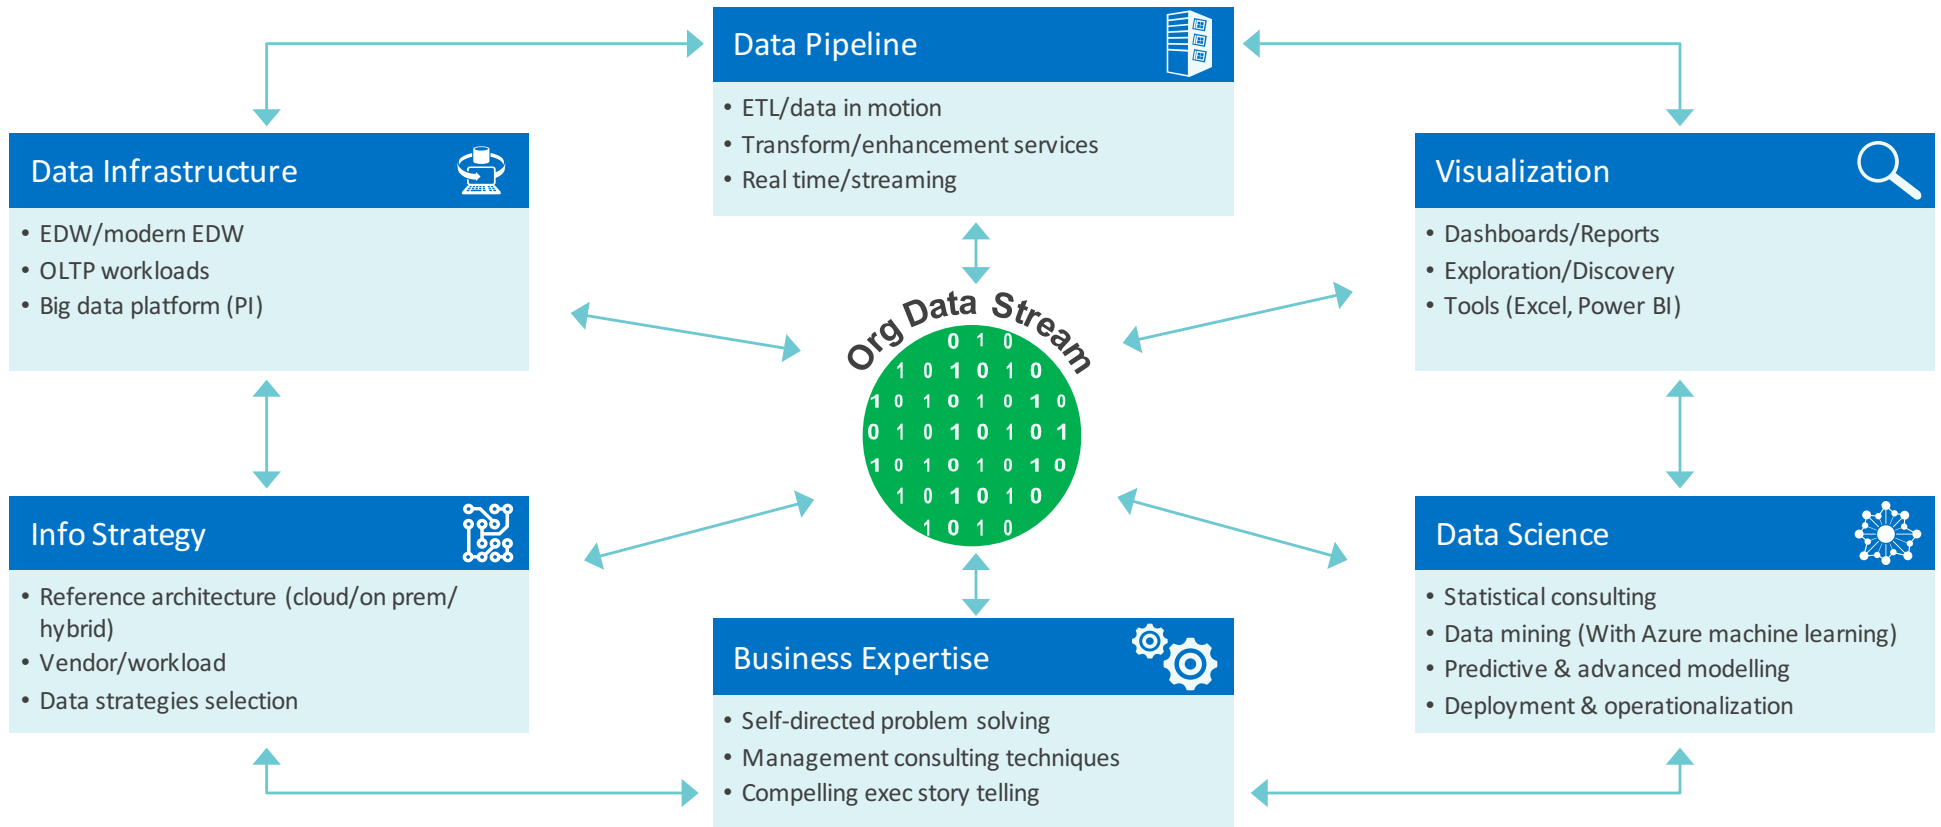 Data Pipeline
• ETL/data in motion
• Transform/enhancement services
• Real time/streaming
Data Infrastructure
• EDW/modern EDW
• OLTP workloads
• Big data platform (PI)
Visualization
• Dashboards/Reports
• Exploration/Discovery
• Tools (Excel, Power BI)
Org Data Stream
0 1 0
1 0 1 0 1 0
1 0 1 0 1 0 1 0
0 1 0 1 0 1 0 1
1 0 1 0 1 0 1 0
1 0 1 0 1 0
1 0 1 0
Info Strategy
• Reference architecture (cloud/on prem/
hybrid)
• Vendor/workload
• Data strategies selection
Business Expertise
• Self-directed problem solving
• Management consulting techniques
• Compelling exec story telling
Data Science
• Statistical consulting
• Data mining (With Azure machine learning)
• Predictive & advanced modelling
• Deployment & operationalization